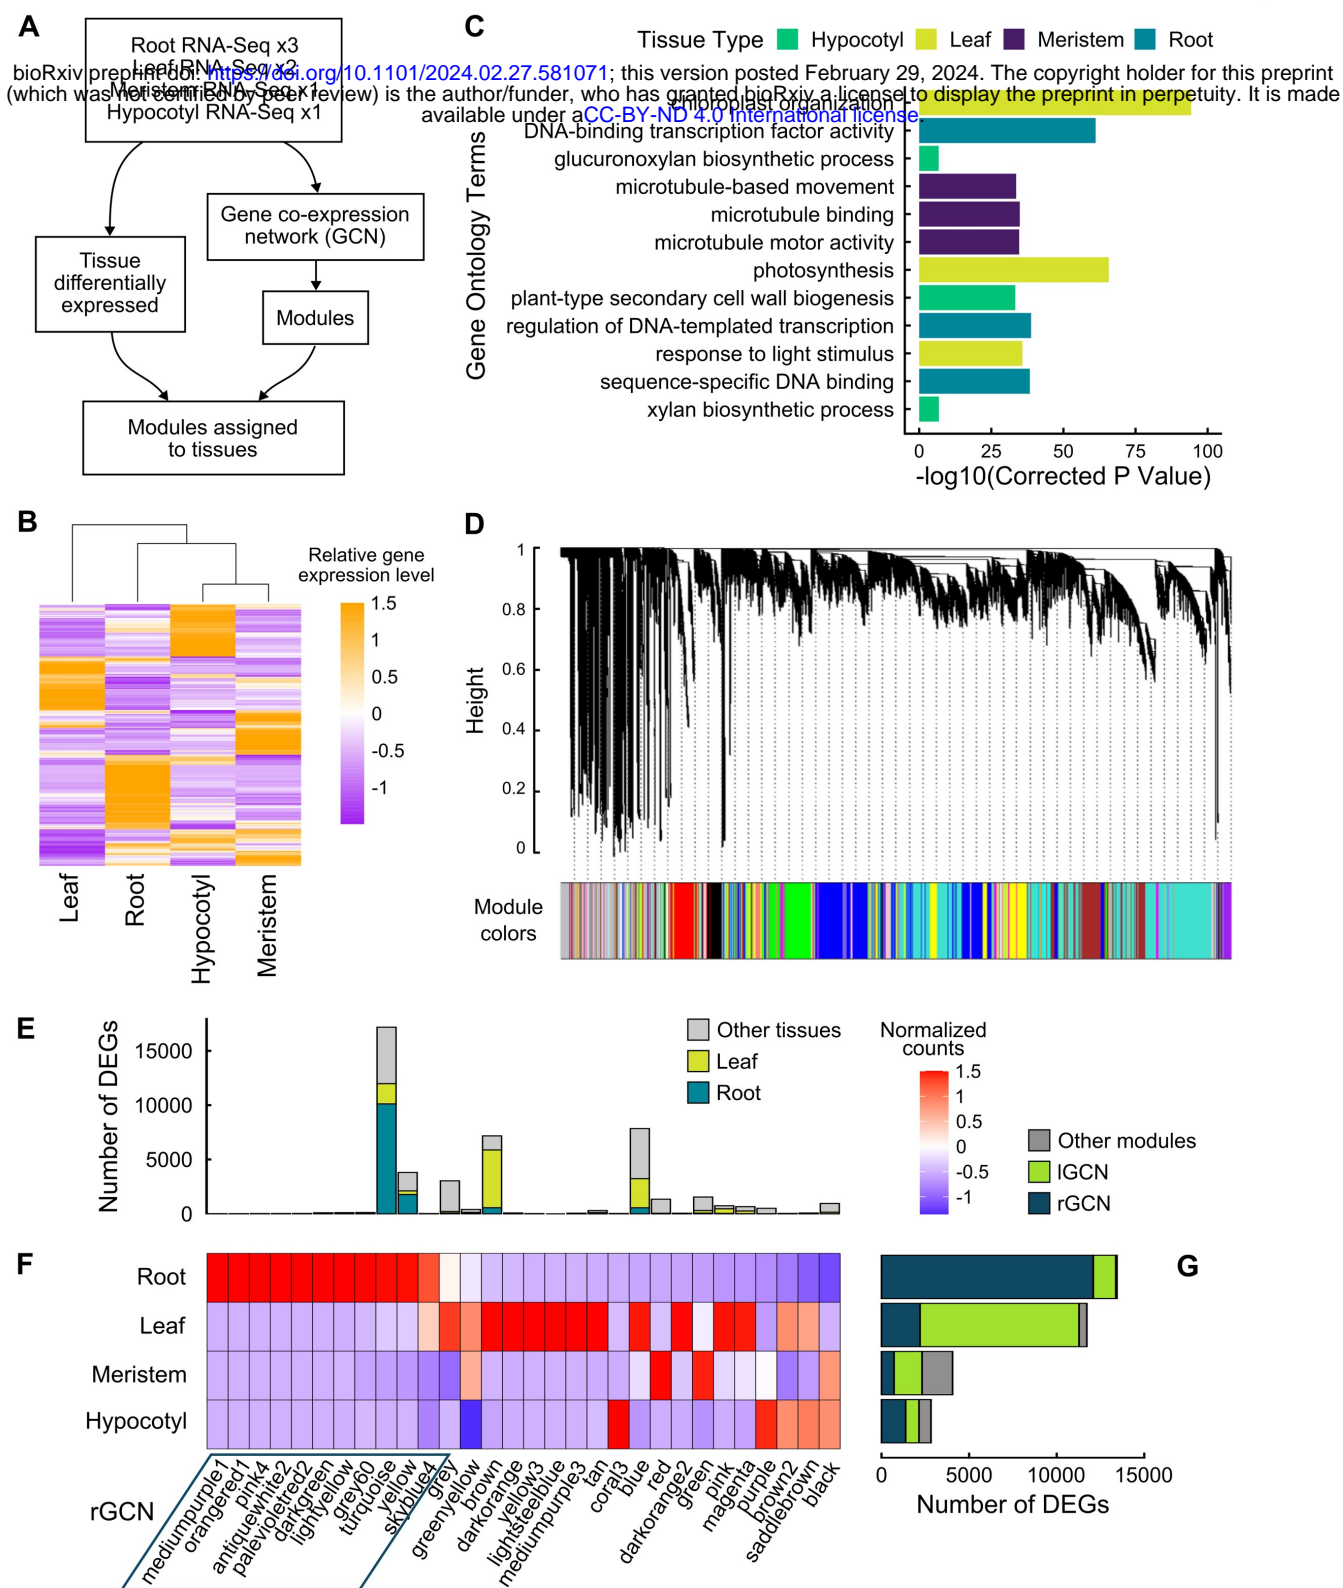 A
Root RNA-Seq x3
Leaf RNA-Seq x2
Meristem RNA-Seq x1
Hypocotyl RNA-Seq x1
bioRxiv preprint doi: https://doi.org/10.1101/2024.02.27.581071; this version posted February 29, 2024. The copyright holder for this preprint
(which was not certified by peer review) is the author/funder, who has granted bioRxiv a license to display the preprint in perpetuity. It is made
available under aCC-BY-ND 4.0 International license.
Gene co-expression
network (GCN)
Tissue
differentially
expressed
Modules
Modules assigned
to tissues
C
Tissue Type Hypocotyl Leaf Meristem Root
Gene Ontology Terms
chloroplast organization
DNA-binding transcription factor activity
glucuronoxylan biosynthetic process
microtubule-based movement
microtubule binding
microtubule motor activity
photosynthesis
plant-type secondary cell wall biogenesis
regulation of DNA-templated transcription
response to light stimulus
sequence-specific DNA binding
xylan biosynthetic process
0 25 50 75 100
-log10(Corrected P Value)
B
Relative gene
expression level
1.5
1
0.5
0
-0.5
-1
Leaf
Root
Hypocotyl
Meristem
D
Height
1
0.8
0.6
0.4
0.2
0
Module
colors
E
Number of DEGs
15000
10000
5000
0
Other tissues
Leaf
Root
Normalized
counts
1.5
1
0.5
0
-0.5
-1
Other modules
lGCN
rGCN
F
Root
Leaf
Meristem
Hypocotyl
rGCN
mediumpurple1
orangered1
pink4
antiquewhite2
palevioletred2
darkgreen
lightyellow
grey60
turquoise
yellow
skyblue4
grey
greenyellow
brown
darkorange
yellow3
lightsteelblue
mediumpurple3
tan
coral3
blue
red
darkorange2
green
pink
magenta
purple
brown2
saddlebrown
black
G
0 5000 10000 15000
Number of DEGs